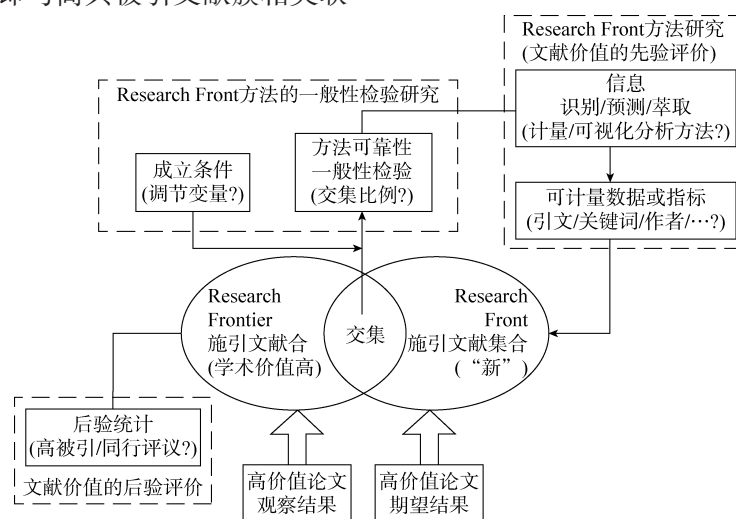 即与高共被引文献簇相关联
Research Front方法研究
(文献价值的先验评价)
信息
识别/预测/萃取
(计量/可视化分析方法?)
Research Front方法的一般性检验研究
方法可靠性
一般性检验
(交集比例?)
成立条件
(调节变量?)
可计量数据或指标
(引文/关键词/作者/…?)
Research
Frontier
施引文献合
(学术价值高)
交集
Research
Front
施引文献集合
(“新”)
后验统计
(高被引/同行评议?)
文献价值的后验评价
高价值论文
观察结果
高价值论文
期望结果